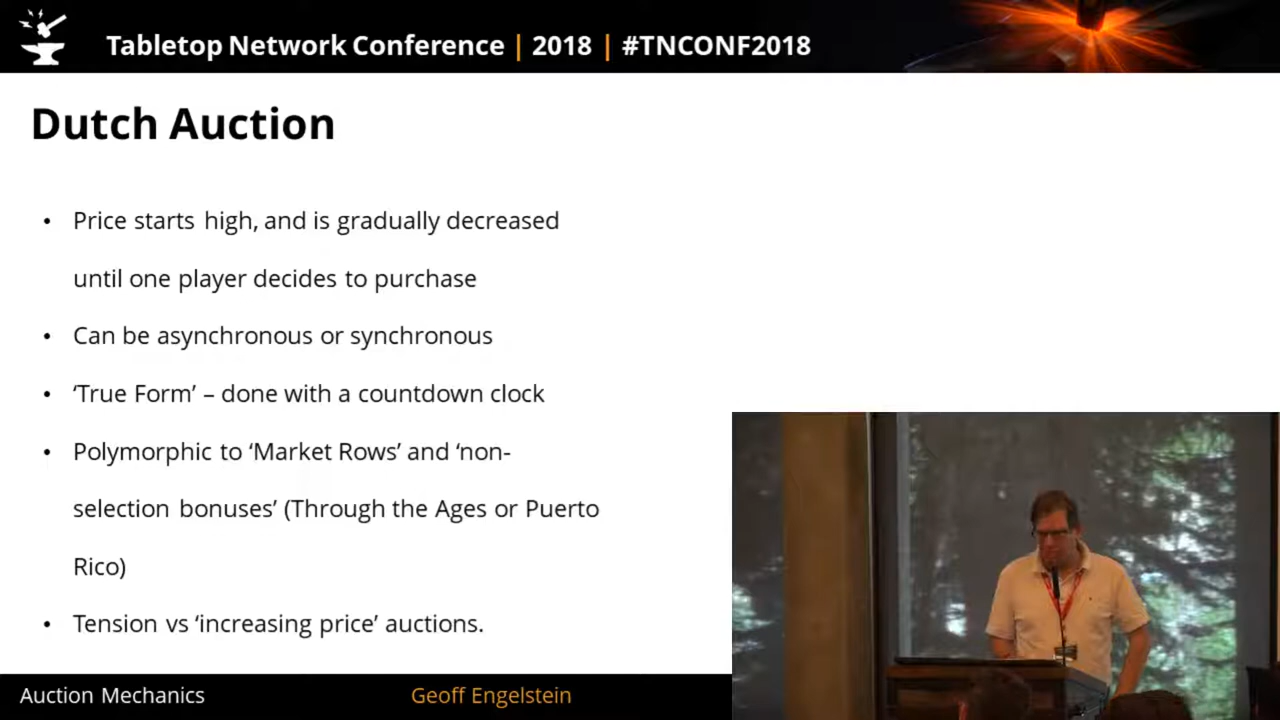 Tabletop Network Conference | 2018 | #TNCONF2018
Dutch Auction
• Price starts high, and is gradually decreased
until one player decides to purchase
• Can be asynchronous or synchronous
• ‘True Form’ – done with a countdown clock
• Polymorphic to ‘Market Rows’ and ‘non-
selection bonuses’ (Through the Ages or Puerto
Rico)
• Tension vs ‘increasing price’ auctions.
Auction Mechanics
Geoff Engelstein